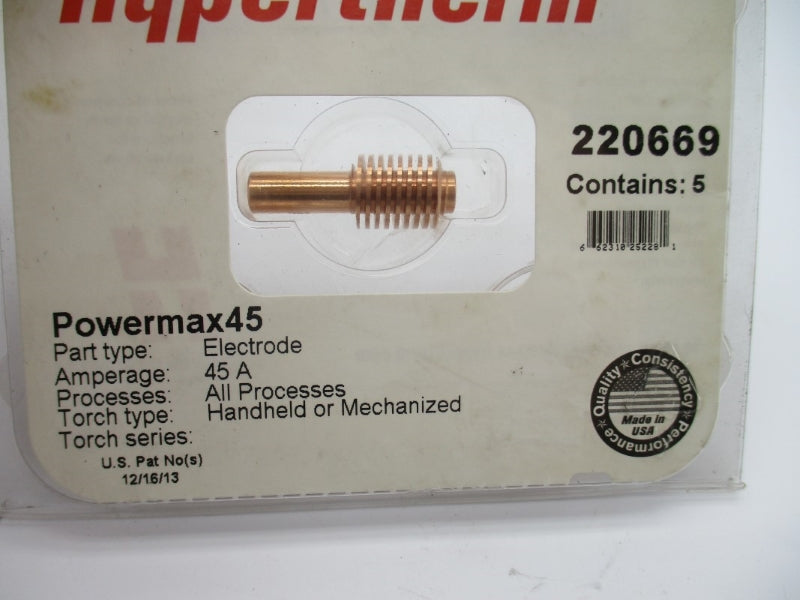 Hypertherm
220669
Contains: 5
6 62310 25228 1
Powermax45
Part type: Electrode
Amperage: 45 A
Processes: All Processes
Torch type: Handheld or Mechanized
Torch series:
U.S. Pat No(s)
12/16/13
Quality ★ Consistency ★ Performance ★
Made in
USA